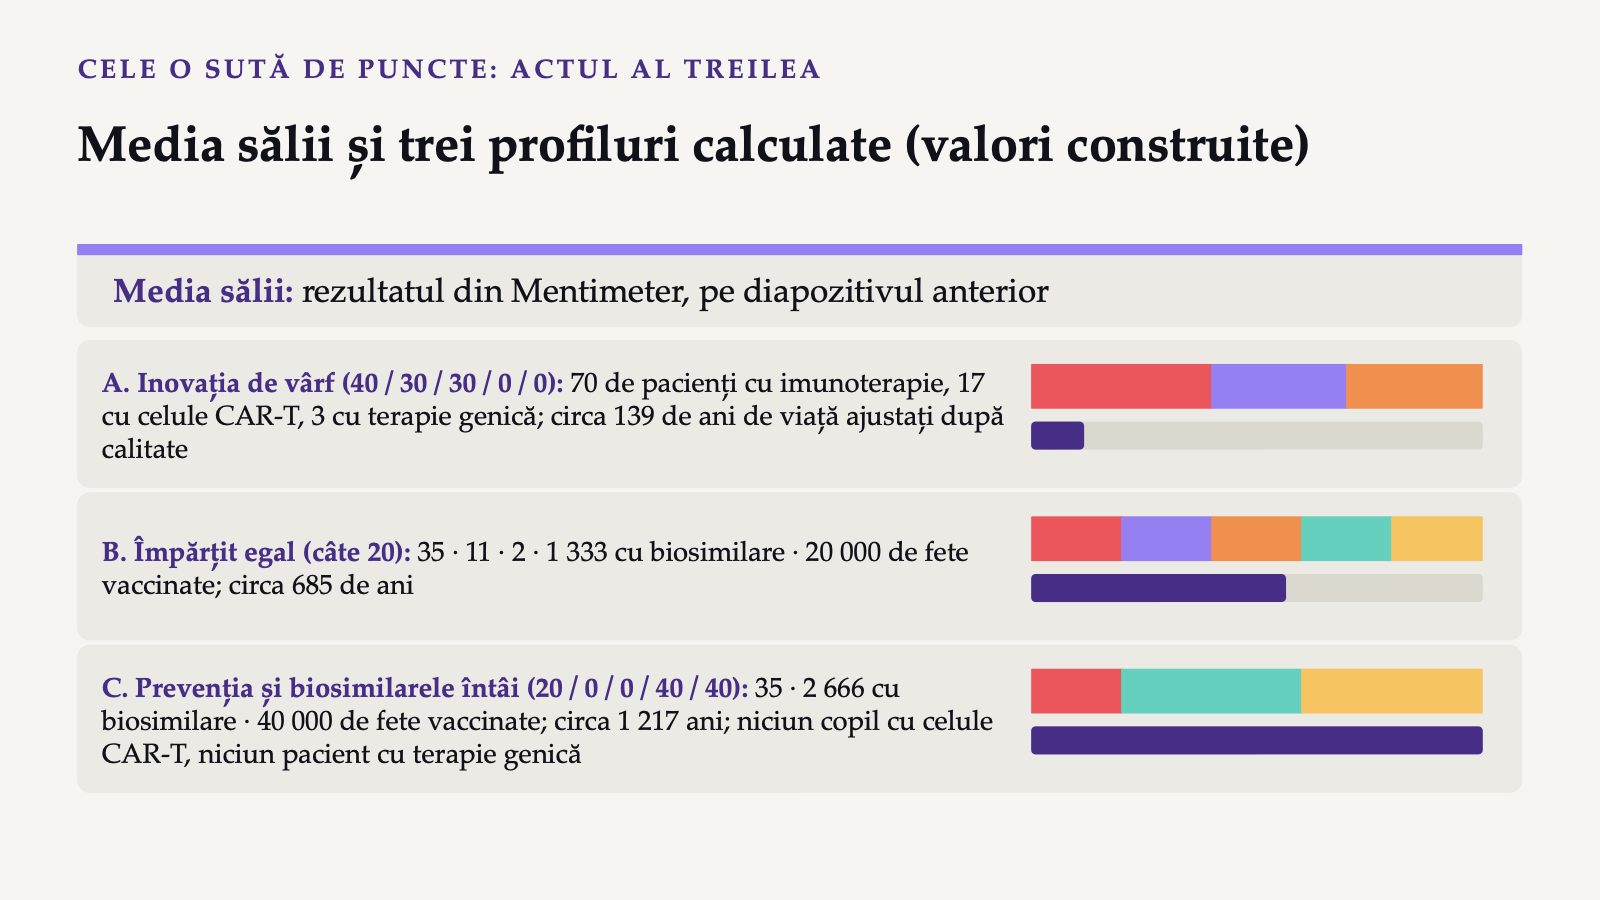 CELE O SUTĂ DE PUNCTE: ACTUL AL TREILEA
Media sălii și trei profiluri calculate (valori construite)
Media sălii: rezultatul din Mentimeter, pe diapozitivul anterior
A. Inovația de vârf (40 / 30 / 30 / 0 / 0): 70 de pacienți cu imunoterapie, 17
cu celule CAR-T, 3 cu terapie genică; circa 139 de ani de viață ajustați după
calitate
B. Împărțit egal (câte 20): 35 · 11 · 2 · 1 333 cu biosimilare · 20 000 de fete
vaccinate; circa 685 de ani
C. Prevenția și biosimilarele întâi (20 / 0 / 0 / 40 / 40): 35 · 2 666 cu
biosimilare · 40 000 de fete vaccinate; circa 1 217 ani; niciun copil cu celule
CAR-T, niciun pacient cu terapie genică